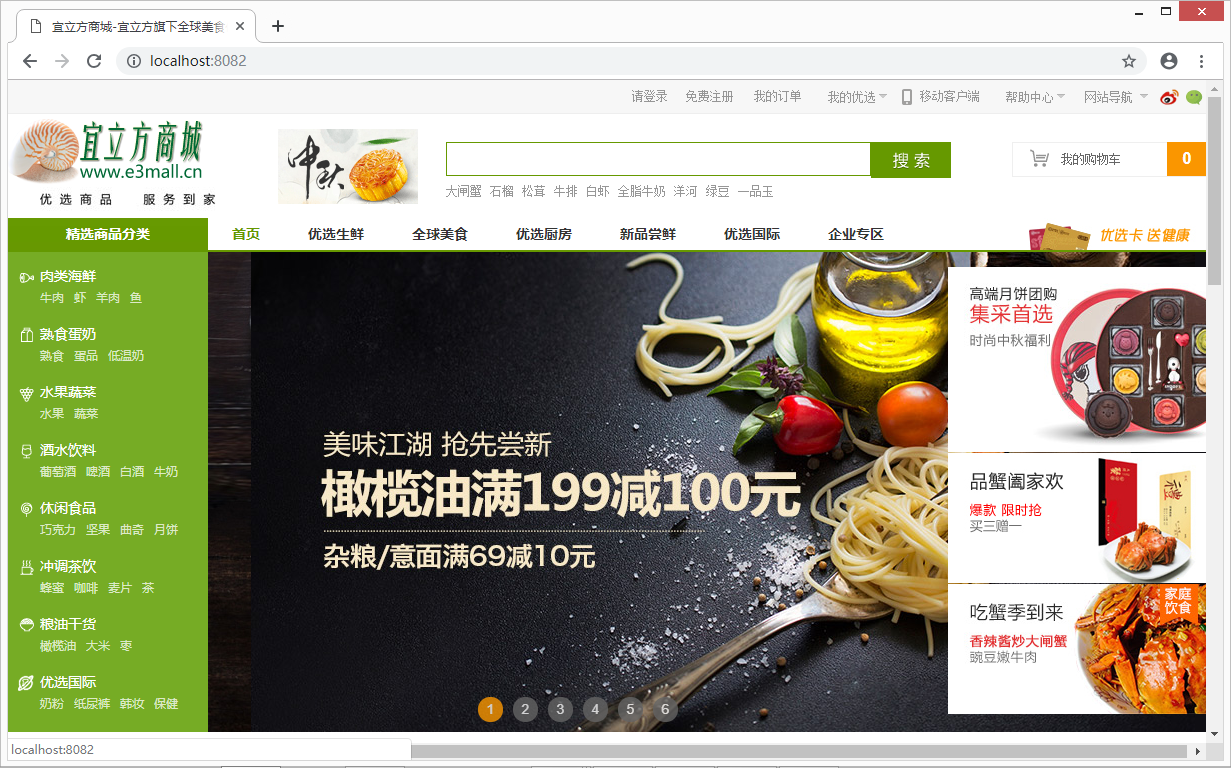 宜立方商城-宜立方旗下全球美食
localhost:8082
请登录 免费注册 我的订单 我的优选 移动客户端 帮助中心 网站导航
宜立方商城
www.e3mall.cn
优选商品 服务到家
中秋
搜 索
我的购物车 0
大闸蟹 石榴 松茸 牛排 白虾 全脂牛奶 洋河 绿豆 一品玉
精选商品分类 首页 优选生鲜 全球美食 优选厨房 新品尝鲜 优选国际 企业专区
优选卡 送健康
肉类海鲜
牛肉 虾 羊肉 鱼
熟食蛋奶
熟食 蛋品 低温奶
水果蔬菜
水果 蔬菜
酒水饮料
葡萄酒 啤酒 白酒 牛奶
休闲食品
巧克力 坚果 曲奇 月饼
冲调茶饮
蜂蜜 咖啡 麦片 茶
粮油干货
橄榄油 大米 枣
优选国际
奶粉 纸尿裤 韩妆 保健
美味江湖 抢先尝新
橄榄油满199减100元
杂粮/意面满69减10元
1 2 3 4 5 6
高端月饼团购
集采首选
时尚中秋福利
品蟹阖家欢
爆款 限时抢
买三赠一
吃蟹季到来
香辣酱炒大闸蟹
豌豆嫩牛肉
家庭
饮食
localhost:8082